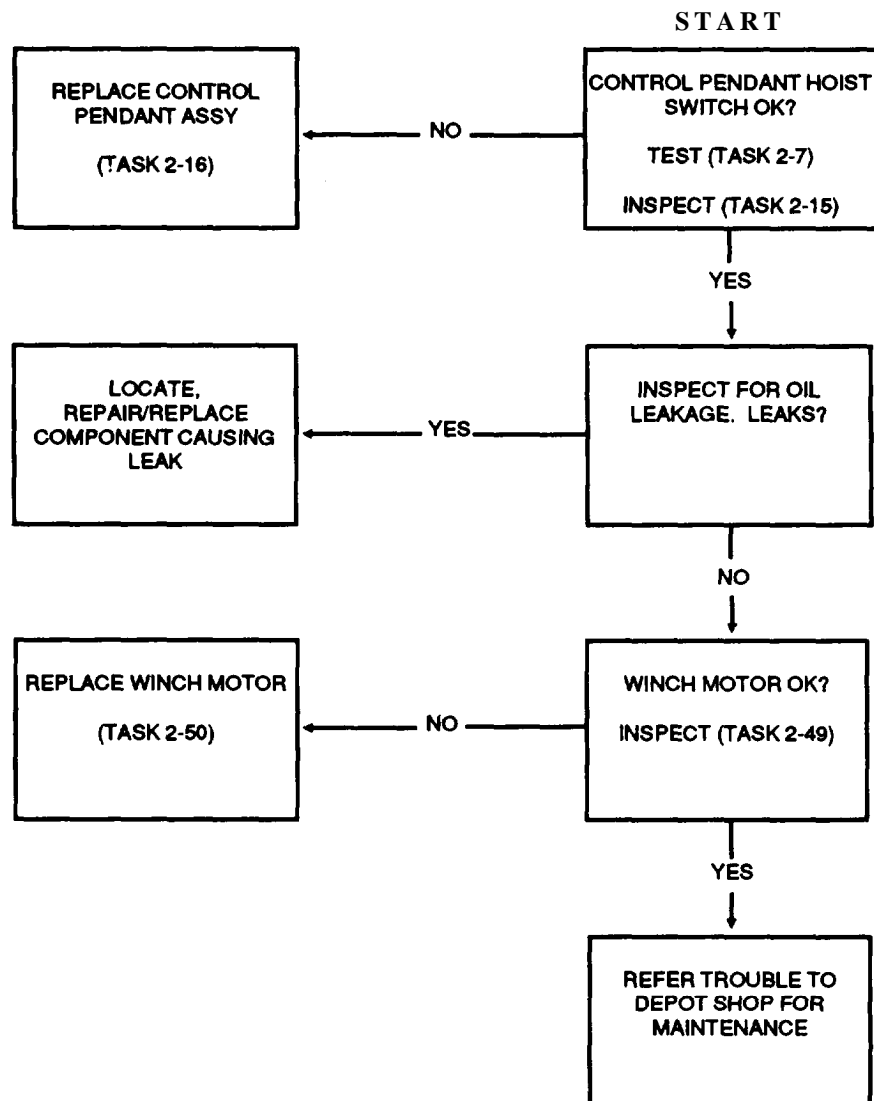 START
CONTROL PENDANT HOIST
SWITCH OK?
TEST (TASK 2-7)
INSPECT (TASK 2-15)
NO
REPLACE CONTROL
PENDANT ASSY
(TASK 2-16)
YES
INSPECT FOR OIL
LEAKAGE. LEAKS?
YES
LOCATE,
REPAIR/REPLACE
COMPONENT CAUSING
LEAK
NO
WINCH MOTOR OK?
INSPECT (TASK 2-49)
NO
REPLACE WINCH MOTOR
(TASK 2-50)
YES
REFER TROUBLE TO
DEPOT SHOP FOR
MAINTENANCE